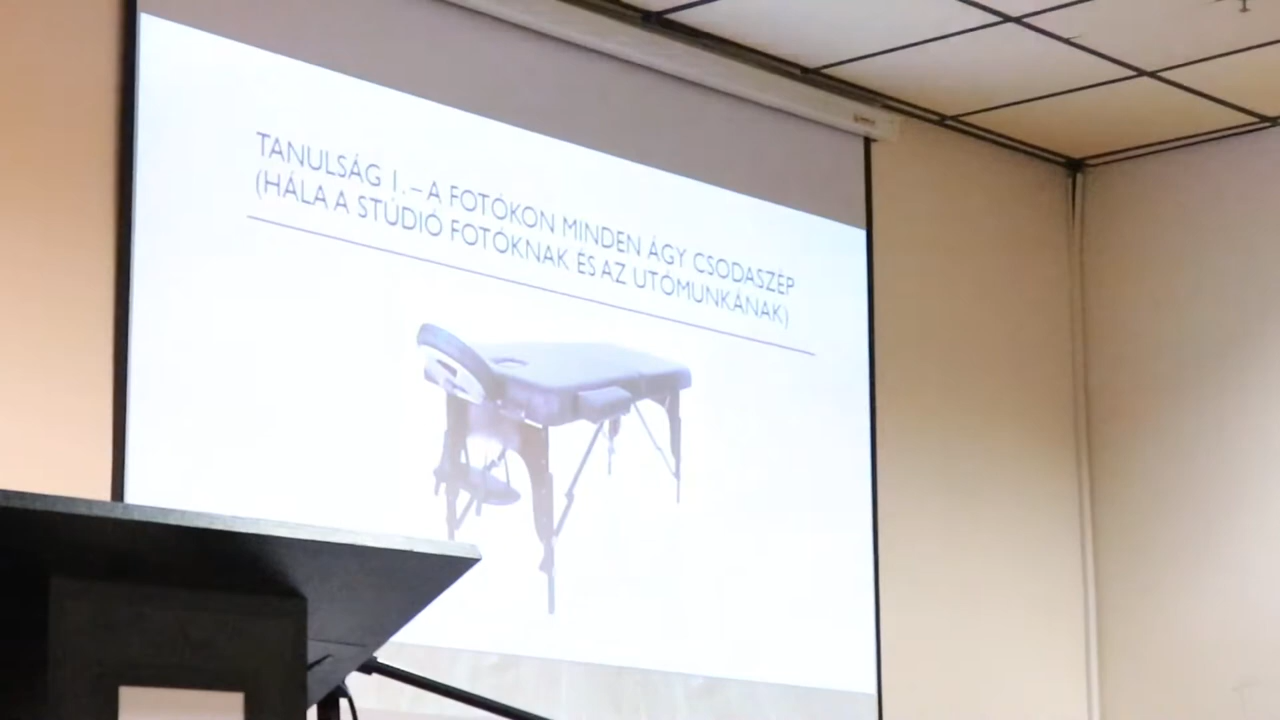 TANULSÁG 1. – A FOTÓKON MINDEN ÁGY CSODASZÉP
(HÁLA A STÚDIÓ FOTÓKNAK ÉS AZ UTÓMUNKÁNAK)